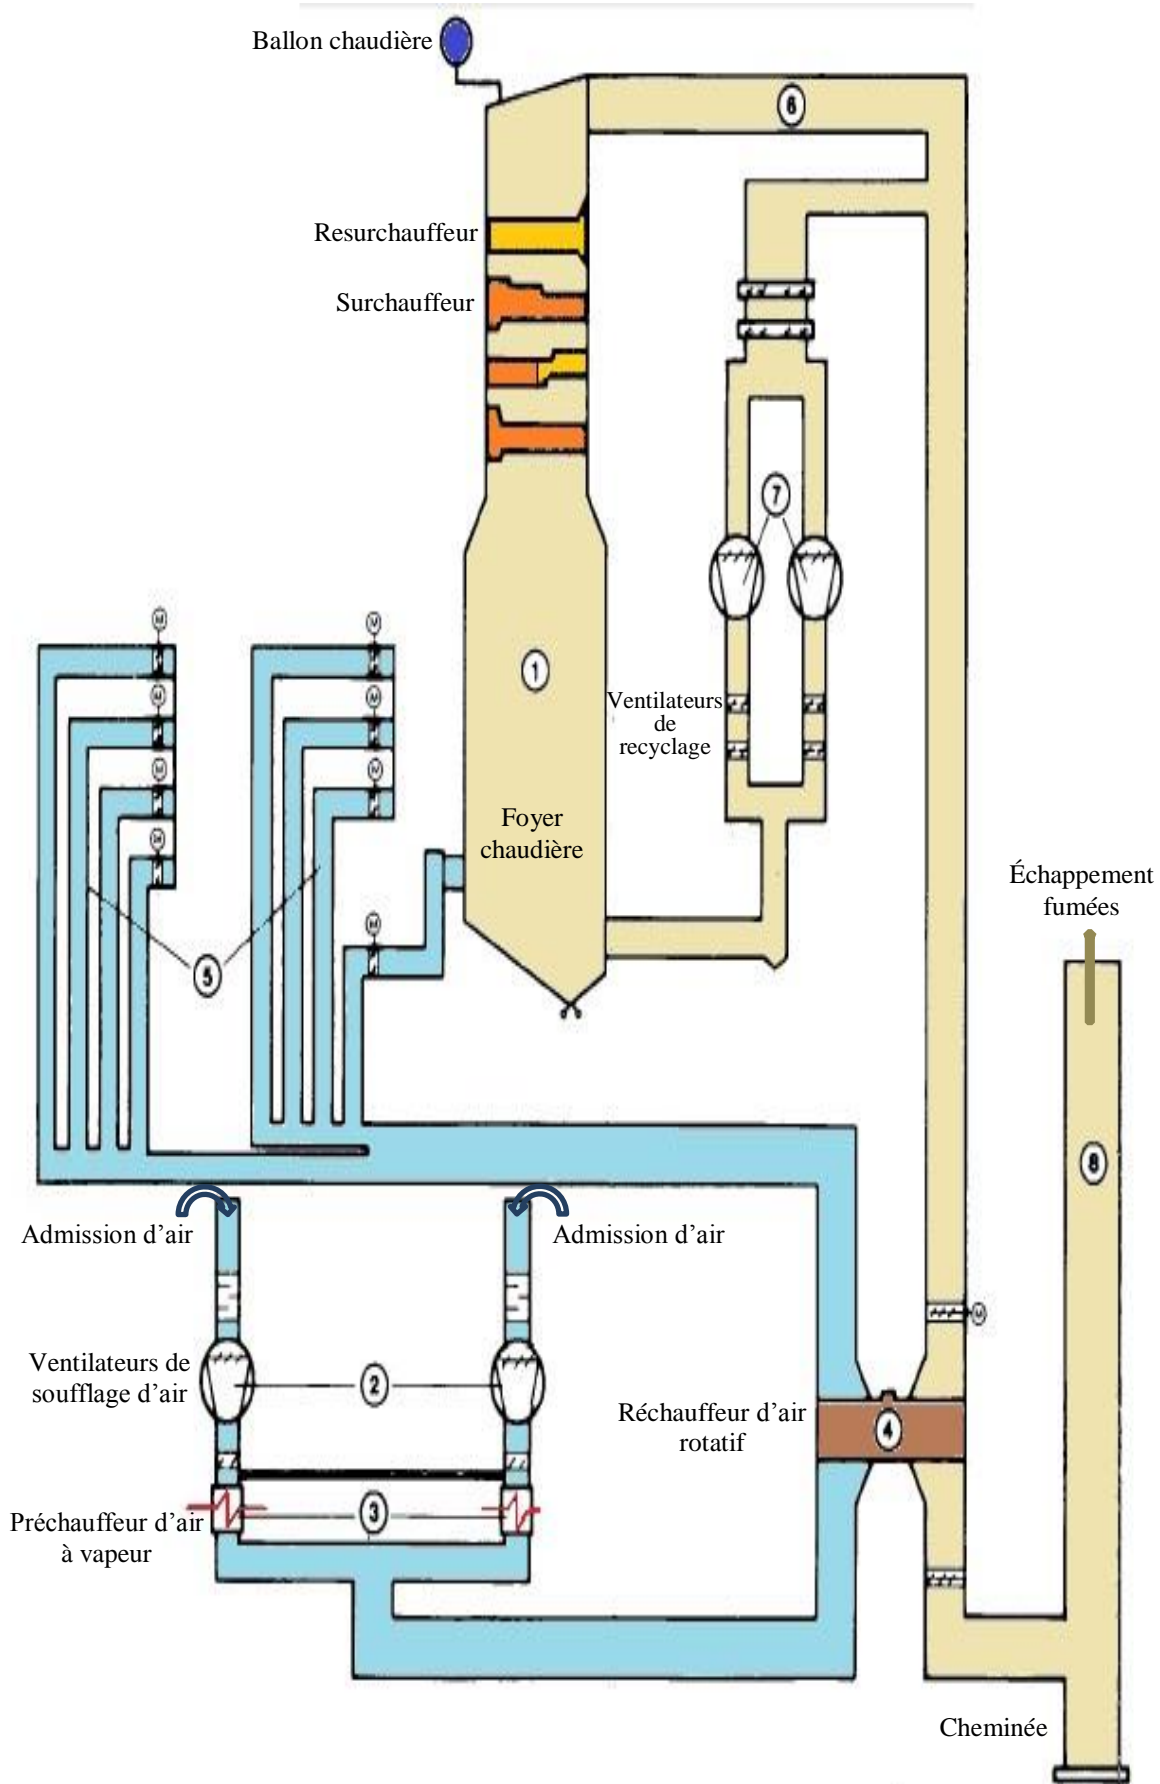 Ballon chaudière
6
Resurchauffeur
Surchauffeur
7
M
M
M
M
M
M
M
M
1
Ventilateurs
de
recyclage
Foyer
chaudière
5
Échappement
fumées
8
Admission d’air
Admission d’air
M
Ventilateurs de
soufflage d’air
2
Réchauffeur d’air
rotatif
4
Préchauffeur d’air
à vapeur
3
Cheminée